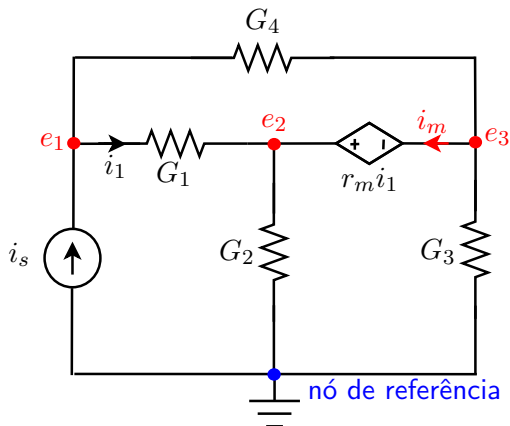 G4
e1
e2
im
e3
i1
G1
rmi1
is
G2
G3
nó de referência